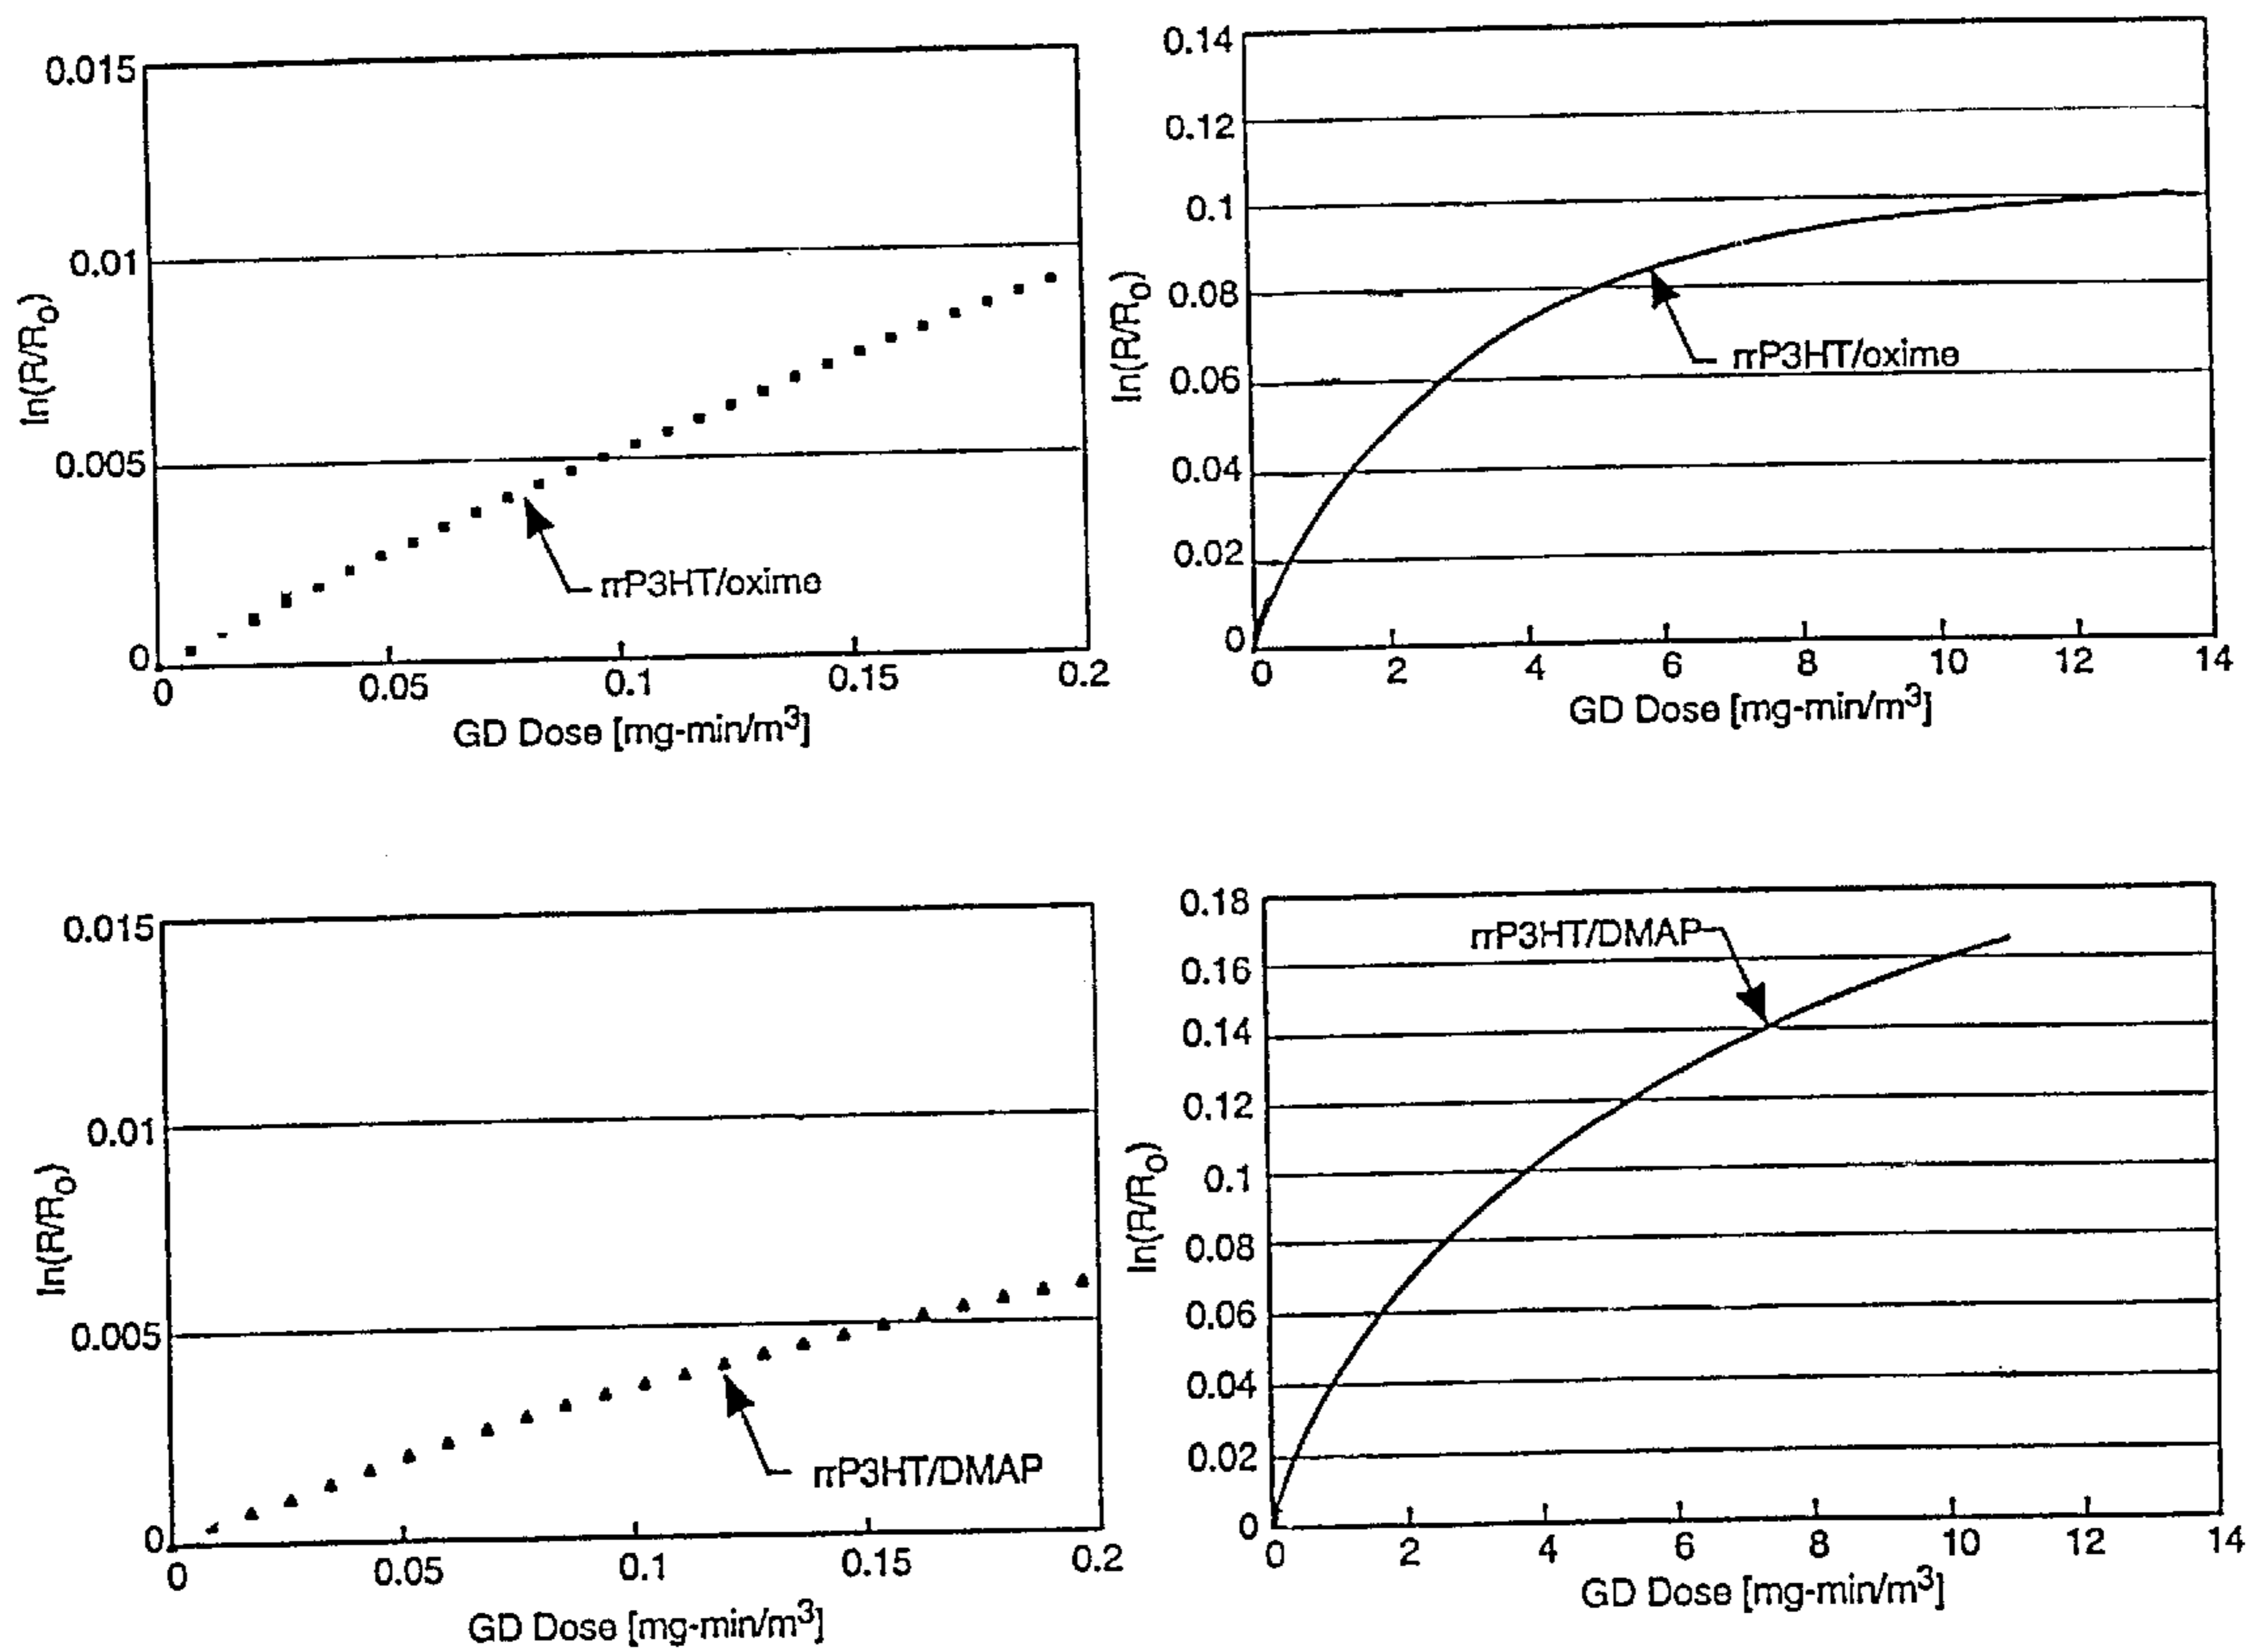 0.015
0.01
0.005
0
ln(R/R₀)
rrP3HT/oxime
0 0.05 0.1 0.15 0.2
GD Dose [mg-min/m³]
0.14
0.12
0.1
0.08
0.06
0.04
0.02
0
ln(R/R₀)
rrP3HT/oxime
0 2 4 6 8 10 12 14
GD Dose [mg-min/m³]
0.015
0.01
0.005
0
ln(R/R₀)
rrP3HT/DMAP
0 0.05 0.1 0.15 0.2
GD Dose [mg-min/m³]
0.18
0.16
0.14
0.12
0.1
0.08
0.06
0.04
0.02
0
ln(R/R₀)
rrP3HT/DMAP
0 2 4 6 8 10 12 14
GD Dose [mg-min/m³]